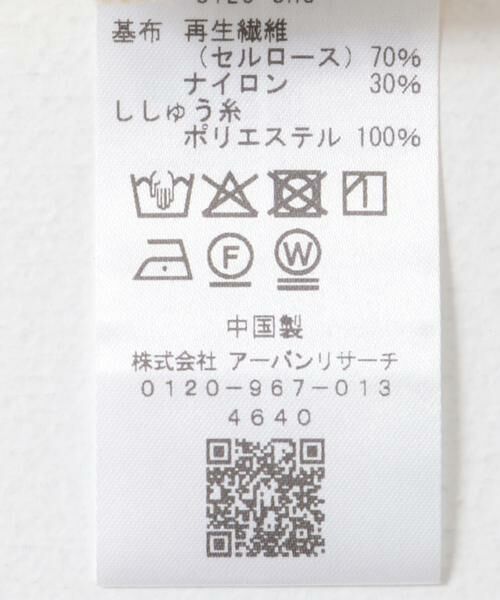 基布 再生繊維
（セルロース） 70%
ナイロン 30%
ししゅう糸
ポリエステル 100%
F W
中国製
株式会社 アーバンリサーチ
0120-967-013
4640